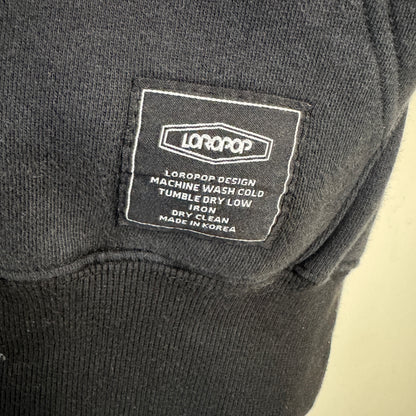 LOROPOP
LOROPOP DESIGN
MACHINE WASH COLD
TUMBLE DRY LOW
IRON
DRY CLEAN
MADE IN KOREA